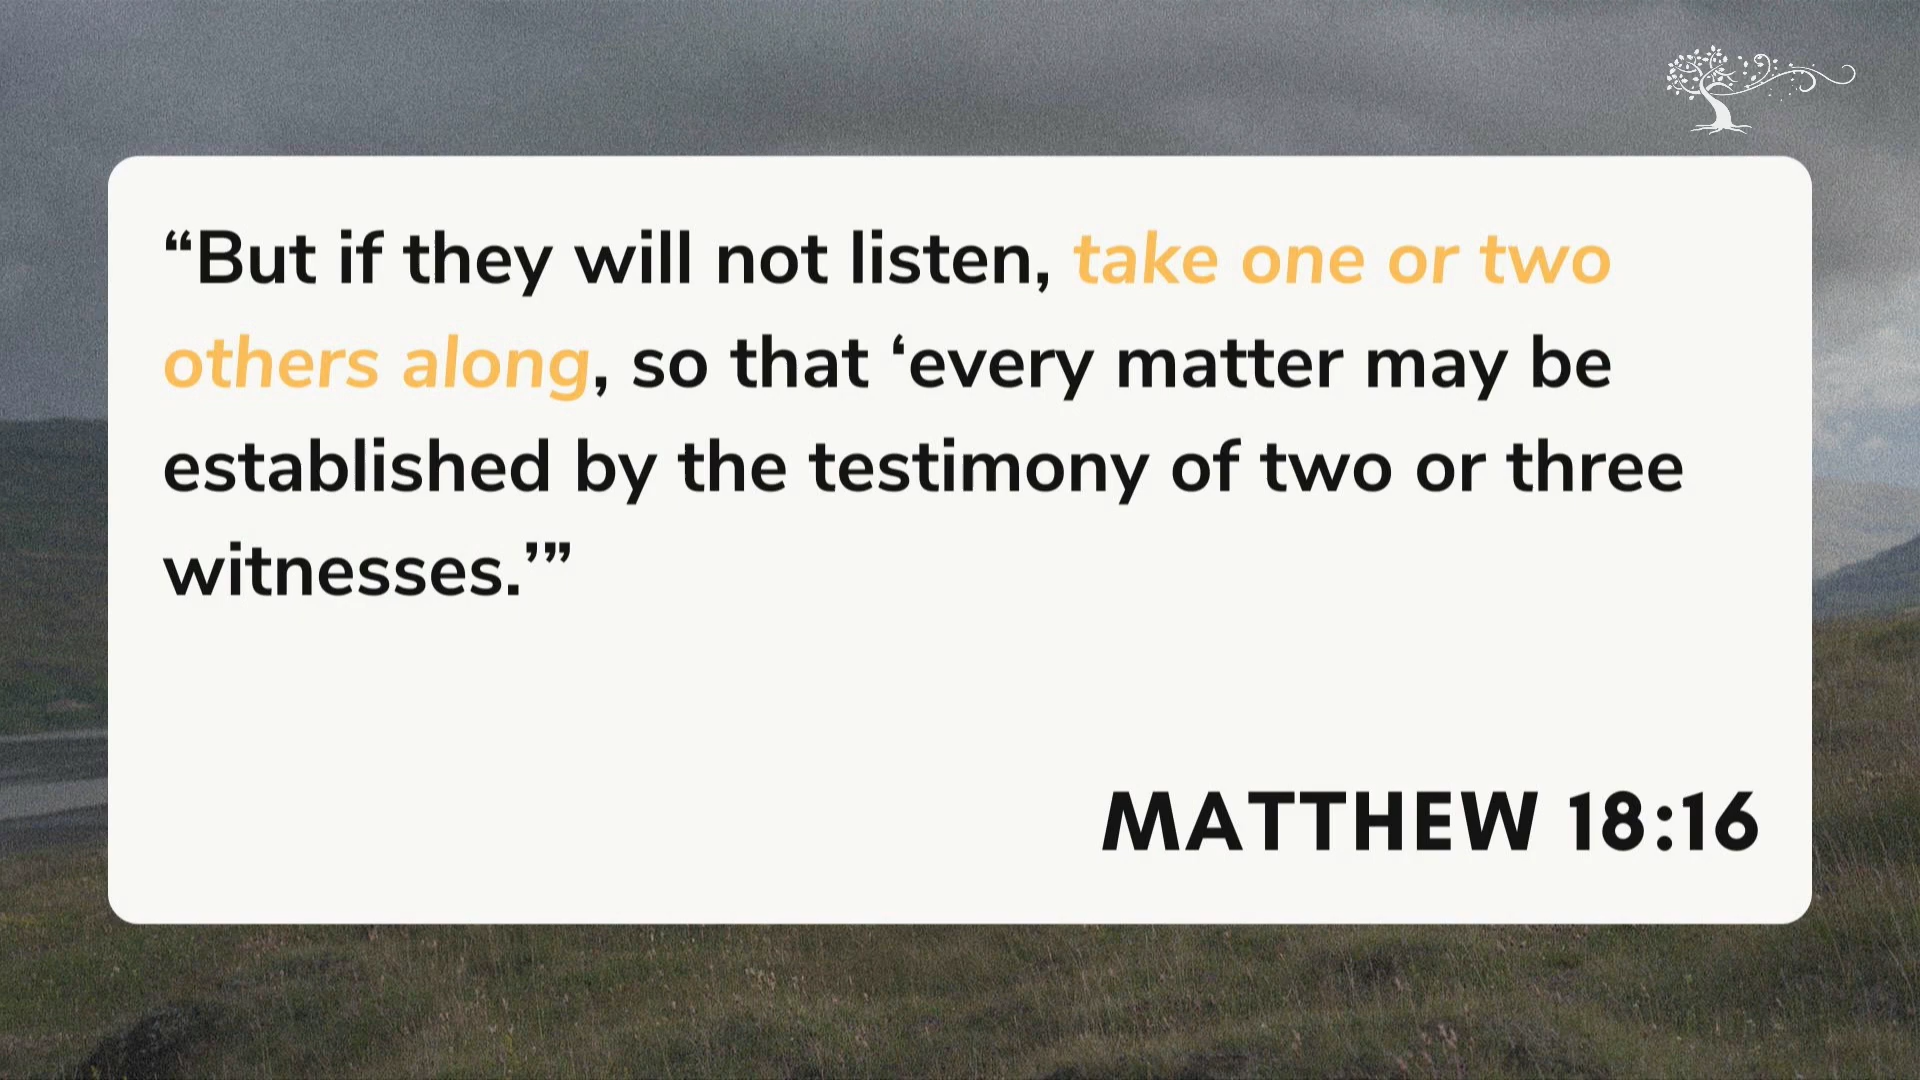 “But if they will not listen, take one or two
others along, so that ‘every matter may be
established by the testimony of two or three
witnesses.’”
MATTHEW 18:16